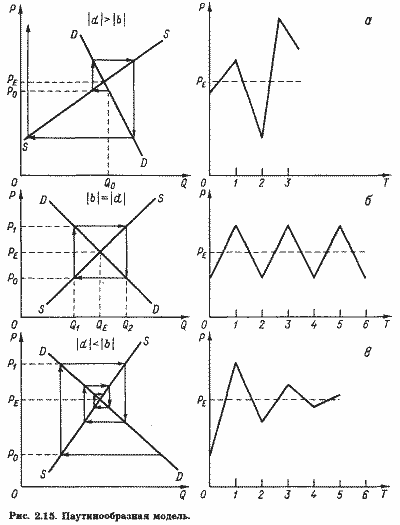 P |d|>|b|
D S
P_E
P_0
S
D
0 Q_0 Q
P а
P_E
0 1 2 3 T
P |b|=|d|
D S
P_1
P_E
P_0
S D
0 Q_1 Q_E Q_2 Q
P б
P_E
0 1 2 3 4 5 6 T
P |d|<|b|
S
D
P_1
P_E
P_0
S D
0 Q
P в
P_E
0 1 2 3 4 5 6 T
Рис. 2.15. Паутинообразная модель.